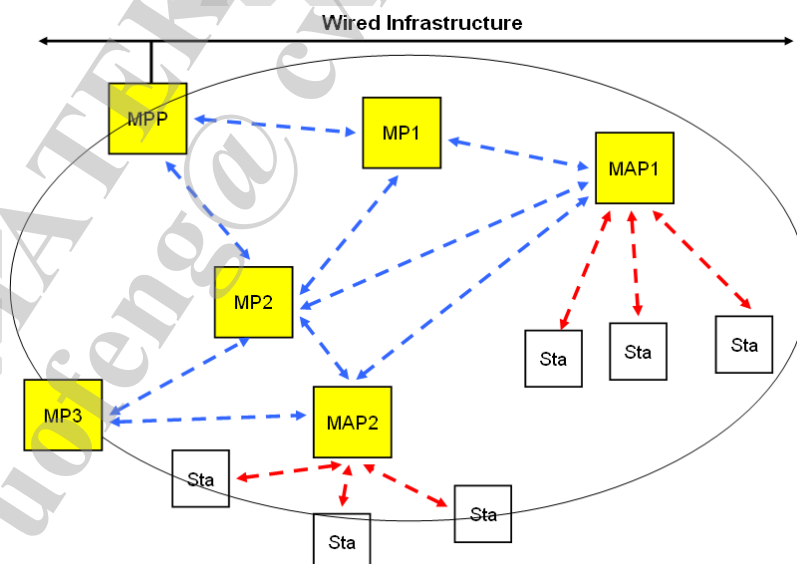 Wired Infrastructure
MPP
MP1
MAP1
MP2
Sta
Sta
Sta
MP3
MAP2
Sta
Sta
Sta